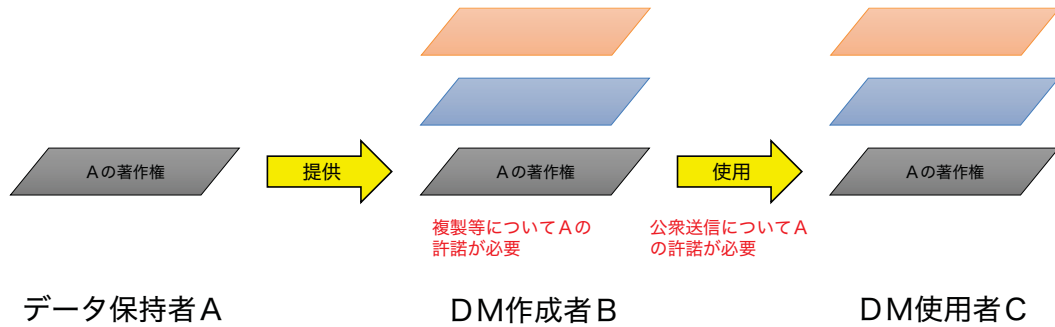 Aの著作権
提供
Aの著作権
使用
Aの著作権
複製等についてAの
許諾が必要
公衆送信についてA
の許諾が必要
データ保持者A
DM作成者B
DM使用者C